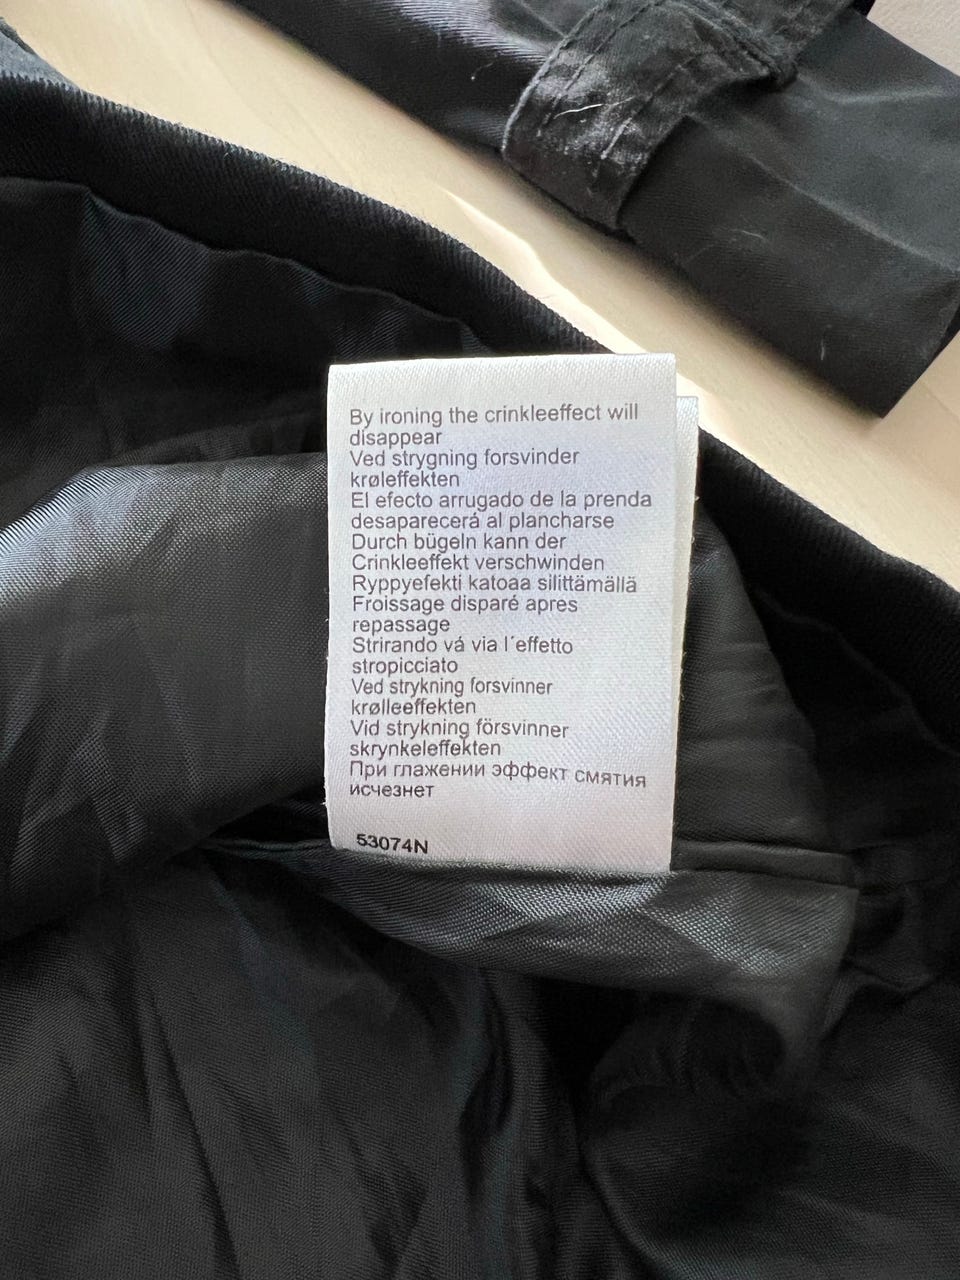 By ironing the crinkleeffect will
disappear
Ved strygning forsvinder
krøleffekten
El efecto arrugado de la prenda
desaparecerá al plancharse
Durch bügeln kann der
Crinkleeffekt verschwinden
Ryppyefekti katoaa silittämällä
Froissage disparé apres
repassage
Strirando vá via l´effetto
stropicciato
Ved strykning forsvinner
krølleeffekten
Vid strykning försvinner
skrynkeleffekten
При глажении эффект смятия
исчезнет
53074N